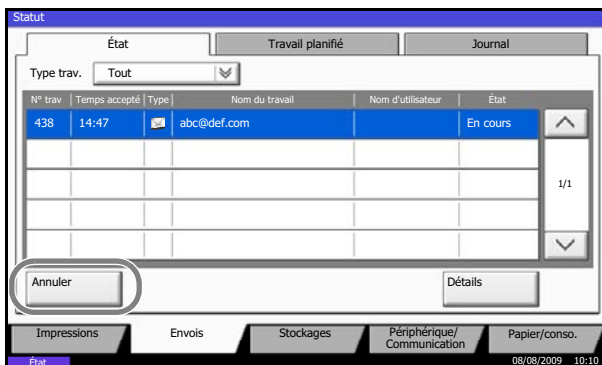 Statut
État Travail planifié Journal
Type trav. Tout
N° trav Temps accepté Type Nom du travail Nom d'utilisateur État
438 14:47 abc@def.com En cours
1/1
Annuler Détails
Impressions Envois Stockages Périphérique/ Communication Papier/conso.
État 08/08/2009 10:10